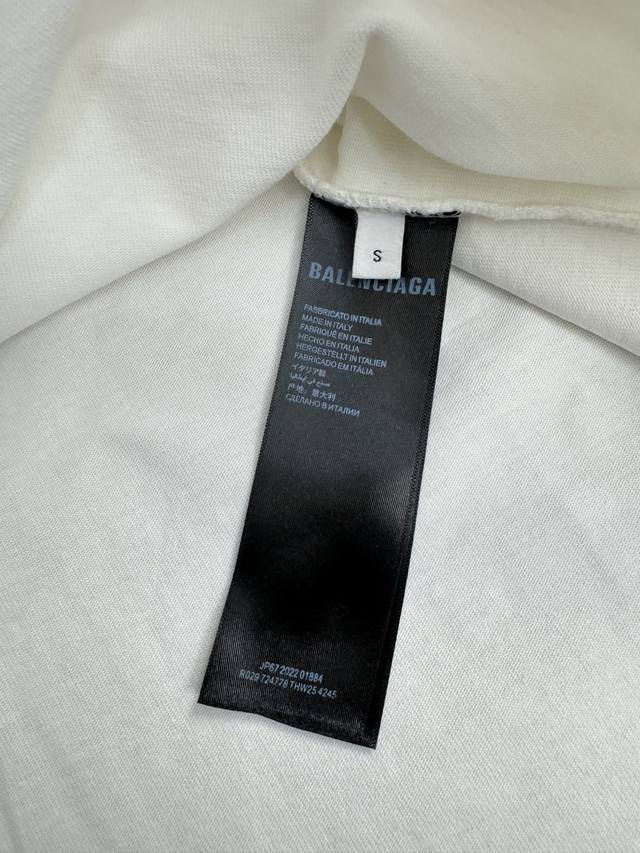 S
BALENCIAGA
FABBRICATO IN ITALIA
MADE IN ITALY
FABRIQUÉ EN ITALIE
HECHO EN ITALIA
HERGESTELLT IN ITALIEN
FABRICADO EM ITÁLIA
イタリア製
صنع في إيطاليا
产地：意大利
СДЕЛАНО В ИТАЛИИ
JP67 2022 01884
R029 724778 THW25 4245